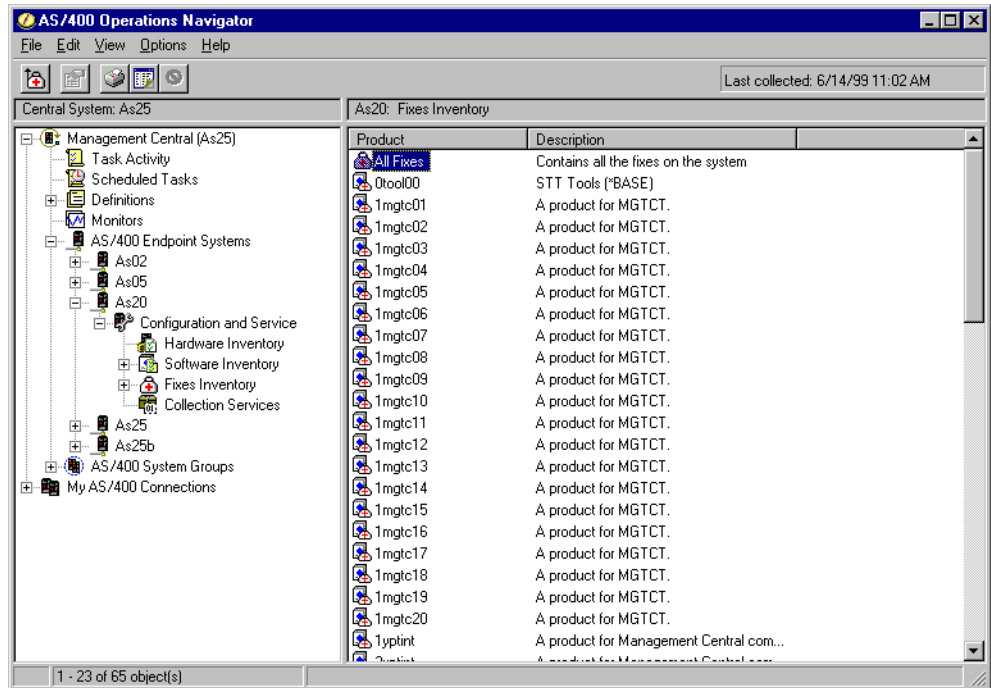 AS/400 Operations Navigator
File Edit View Options Help
Last collected: 6/14/99 11:02 AM
Central System: As25
As20: Fixes Inventory
Management Central (As25)
Task Activity
Scheduled Tasks
Definitions
Monitors
AS/400 Endpoint Systems
As02
As05
As20
Configuration and Service
Hardware Inventory
Software Inventory
Fixes Inventory
Collection Services
As25
As25b
AS/400 System Groups
My AS/400 Connections
Product Description
All Fixes Contains all the fixes on the system
0tool00 STT Tools (*BASE)
1mgtc01 A product for MGTCT.
1mgtc02 A product for MGTCT.
1mgtc03 A product for MGTCT.
1mgtc04 A product for MGTCT.
1mgtc05 A product for MGTCT.
1mgtc06 A product for MGTCT.
1mgtc07 A product for MGTCT.
1mgtc08 A product for MGTCT.
1mgtc09 A product for MGTCT.
1mgtc10 A product for MGTCT.
1mgtc11 A product for MGTCT.
1mgtc12 A product for MGTCT.
1mgtc13 A product for MGTCT.
1mgtc14 A product for MGTCT.
1mgtc15 A product for MGTCT.
1mgtc16 A product for MGTCT.
1mgtc17 A product for MGTCT.
1mgtc18 A product for MGTCT.
1mgtc19 A product for MGTCT.
1mgtc20 A product for MGTCT.
1yptint A product for Management Central com...
1 - 23 of 65 object(s)